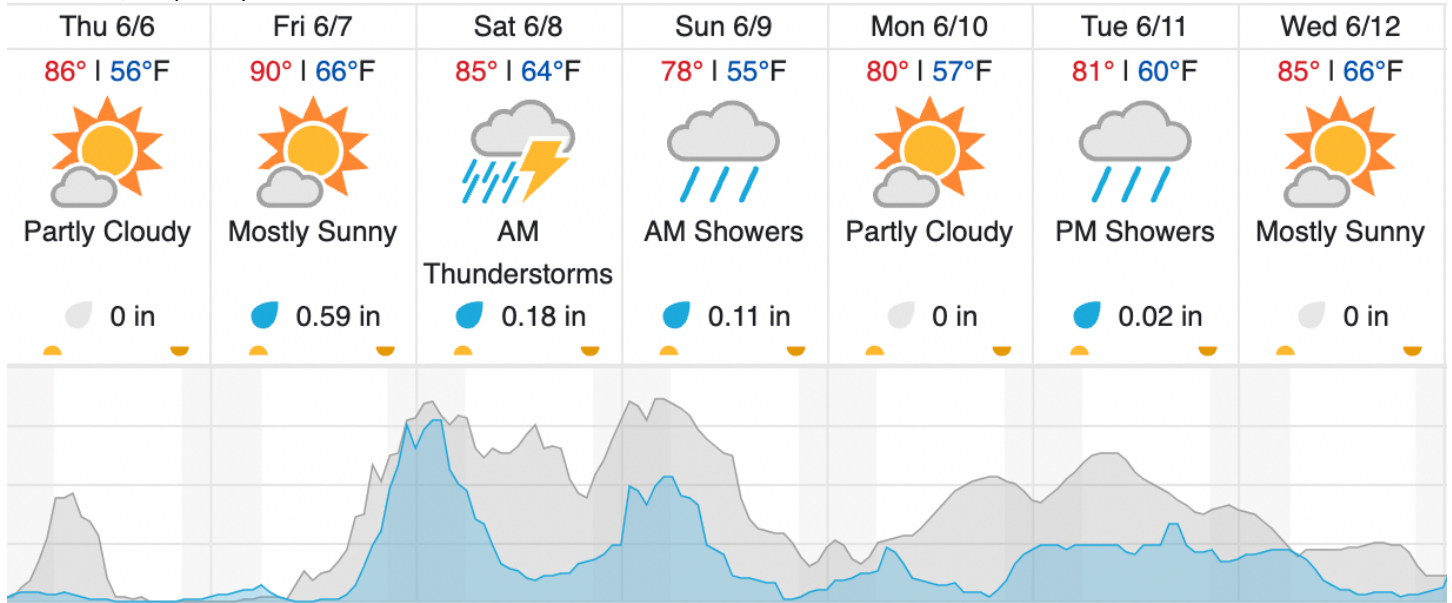 Thu 6/6 Fri 6/7 Sat 6/8 Sun 6/9 Mon 6/10 Tue 6/11 Wed 6/12
86° | 56°F 90° | 66°F 85° | 64°F 78° | 55°F 80° | 57°F 81° | 60°F 85° | 66°F
Partly Cloudy Mostly Sunny AM AM Showers Partly Cloudy PM Showers Mostly Sunny
Thunderstorms
0 in 0.59 in 0.18 in 0.11 in 0 in 0.02 in 0 in